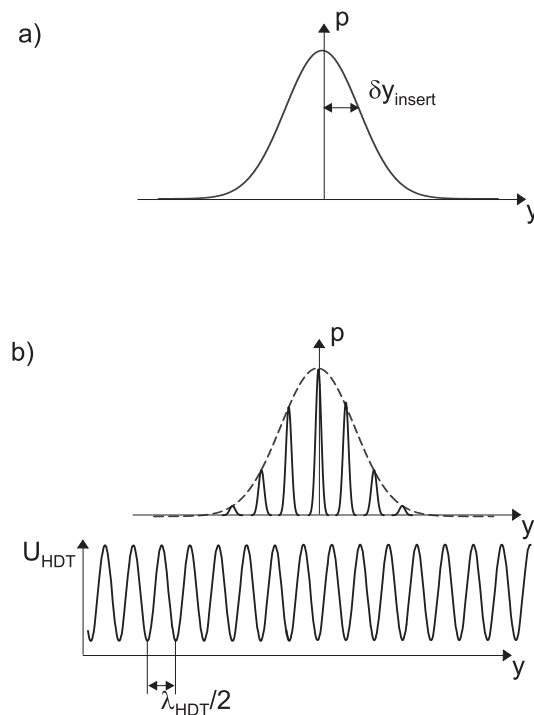 a)
p
δy_insert
y
b)
p
y
U_HDT
y
λ_HDT/2